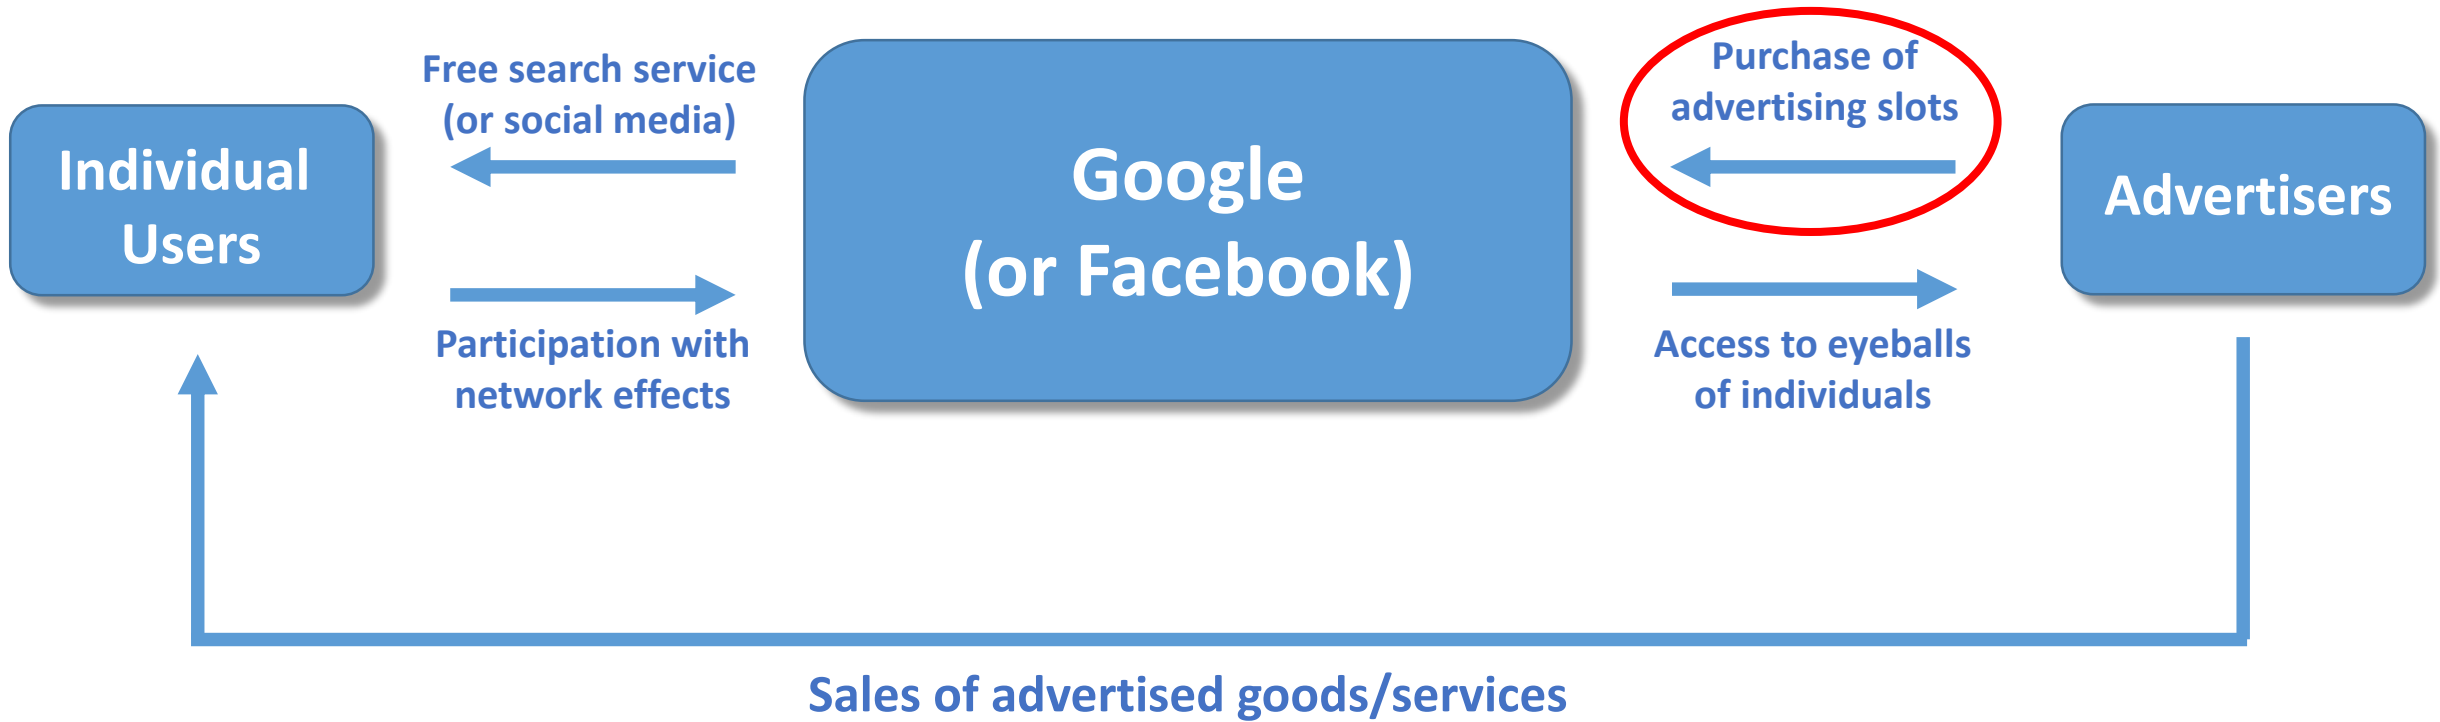 Individual
Users
Free search service
(or social media)
Participation with
network effects
Google
(or Facebook)
Purchase of
advertising slots
Access to eyeballs
of individuals
Advertisers
Sales of advertised goods/services